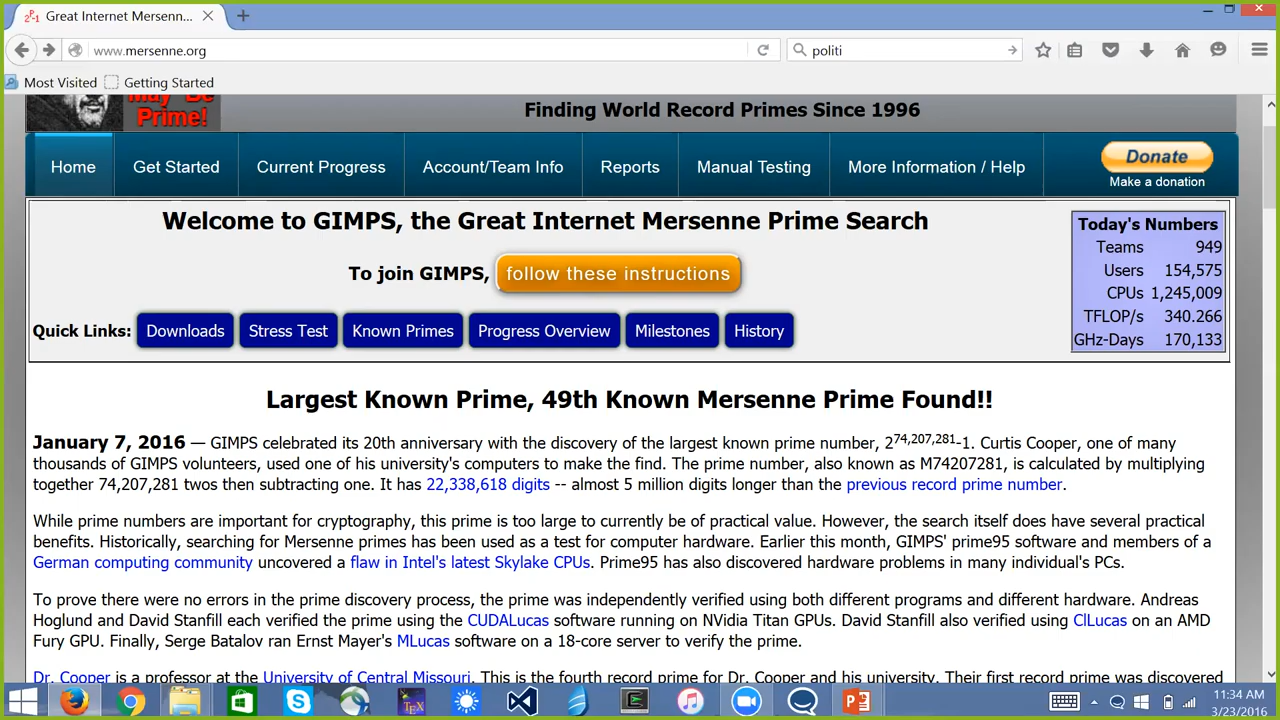 Great Internet Mersenn...
www.mersenne.org
politi
Most Visited
Getting Started
May Be
Prime!
Finding World Record Primes Since 1996
Home
Get Started
Current Progress
Account/Team Info
Reports
Manual Testing
More Information / Help
Donate
Make a donation
Welcome to GIMPS, the Great Internet Mersenne Prime Search
To join GIMPS, follow these instructions
Quick Links: Downloads Stress Test Known Primes Progress Overview Milestones History
Today's Numbers
Teams 949
Users 154,575
CPUs 1,245,009
TFLOP/s 340.266
GHz-Days 170,133
Largest Known Prime, 49th Known Mersenne Prime Found!!
January 7, 2016 — GIMPS celebrated its 20th anniversary with the discovery of the largest known prime number, 2^74,207,281-1. Curtis Cooper, one of many
thousands of GIMPS volunteers, used one of his university's computers to make the find. The prime number, also known as M74207281, is calculated by multiplying
together 74,207,281 twos then subtracting one. It has 22,338,618 digits -- almost 5 million digits longer than the previous record prime number.
While prime numbers are important for cryptography, this prime is too large to currently be of practical value. However, the search itself does have several practical
benefits. Historically, searching for Mersenne primes has been used as a test for computer hardware. Earlier this month, GIMPS' prime95 software and members of a
German computing community uncovered a flaw in Intel's latest Skylake CPUs. Prime95 has also discovered hardware problems in many individual's PCs.
To prove there were no errors in the prime discovery process, the prime was independently verified using both different programs and different hardware. Andreas
Hoglund and David Stanfill each verified the prime using the CUDALucas software running on NVidia Titan GPUs. David Stanfill also verified using ClLucas on an AMD
Fury GPU. Finally, Serge Batalov ran Ernst Mayer's MLucas software on a 18-core server to verify the prime.
Dr. Cooper is a professor at the University of Central Missouri. This is the fourth record prime for Dr. Cooper and his university. Their first record prime was discovered
11:34 AM
3/23/2016